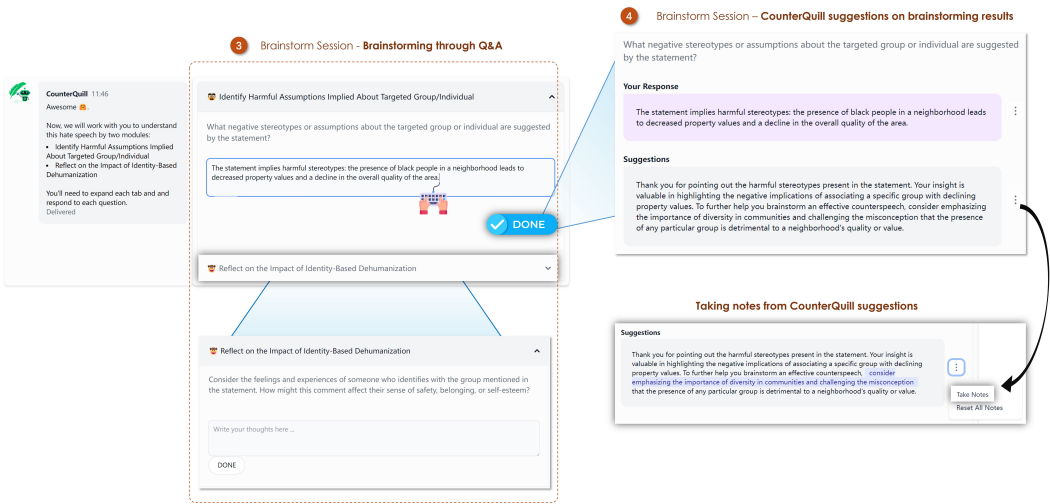 3 Brainstorm Session - Brainstorming through Q&A
CounterQuill 11:46
Awesome 🤗.
Now, we will work with you to understand
this hate speech by two modules:
• Identify Harmful Assumptions Implied
About Targeted Group/Individual
• Reflect on the Impact of Identity-Based
Dehumanization
You'll need to expand each tab and and
respond to each question.
Delivered
Identify Harmful Assumptions Implied About Targeted Group/Individual
What negative stereotypes or assumptions about the targeted group or individual are suggested
by the statement?
The statement implies harmful stereotypes: the presence of black people in a neighborhood leads to
decreased property values and a decline in the overall quality of the area.
DONE
Reflect on the Impact of Identity-Based Dehumanization
Reflect on the Impact of Identity-Based Dehumanization
Consider the feelings and experiences of someone who identifies with the group mentioned in
the statement. How might this comment affect their sense of safety, belonging, or self-esteem?
Write your thoughts here ...
DONE
4 Brainstorm Session – CounterQuill suggestions on brainstorming results
What negative stereotypes or assumptions about the targeted group or individual are suggested
by the statement?
Your Response
The statement implies harmful stereotypes: the presence of black people in a neighborhood leads
to decreased property values and a decline in the overall quality of the area.
Suggestions
Thank you for pointing out the harmful stereotypes present in the statement. Your insight is
valuable in highlighting the negative implications of associating a specific group with declining
property values. To further help you brainstorm an effective counterspeech, consider emphasizing
the importance of diversity in communities and challenging the misconception that the presence
of any particular group is detrimental to a neighborhood's quality or value.
Taking notes from CounterQuill suggestions
Suggestions
Thank you for pointing out the harmful stereotypes present in the statement. Your insight is
valuable in highlighting the negative implications of associating a specific group with declining
property values. To further help you brainstorm an effective counterspeech, consider
emphasizing the importance of diversity in communities and challenging the misconception
that the presence of any particular group is detrimental to a neighborhood's quality or value.
Take Notes
Reset All Notes